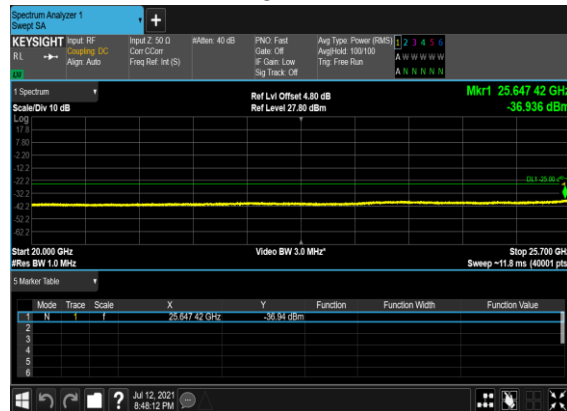 Spectrum Analyzer 1
Swept SA
+
KEYSIGHT Input: RF Input Z: 50 Ω #Atten: 40 dB PNO: Fast Avg Type: Power (RMS) 1 2 3 4 5 6
RL Coupling: DC Corr CCorr Gate: Off Avg|Hold: 100/100 A W W W W W
Align: Auto Freq Ref: Int (S) IF Gain: Low Trig: Free Run
Sig Track: Off A N N N N N
1 Spectrum Ref Lvl Offset 4.80 dB Mkr1 25.647 42 GHz
Scale/Div 10 dB Ref Level 27.80 dBm -36.936 dBm
Log
17.8
7.80
-2.20
-12.2
-22.2
DL1 -25.00
-32.2
-42.2
-52.2
-62.2
Start 20.000 GHz Video BW 3.0 MHz* Stop 25.700 GHz
#Res BW 1.0 MHz Sweep ~11.8 ms (40001 pts
5 Marker Table
Mode Trace Scale X Y Function Function Width Function Value
1 N 1 f 25.647 42 GHz -36.94 dBm
2
3
4
5
6
? Jul 12, 2021
8:48:12 PM